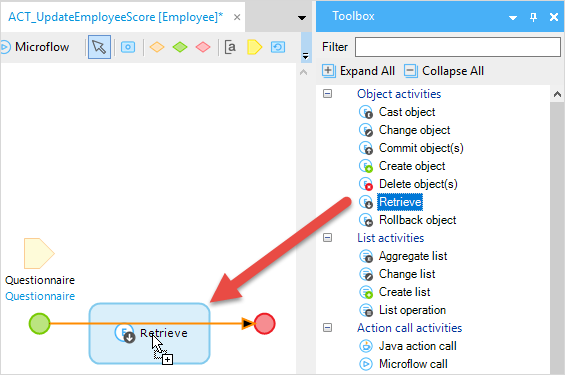 ACT_UpdateEmployeeScore [Employee]*
Microflow
Questionnaire
Questionnaire
Retrieve
Toolbox
Filter
Expand All
Collapse All
Object activities
Cast object
Change object
Commit object(s)
Create object
Delete object(s)
Retrieve
Rollback object
List activities
Aggregate list
Change list
Create list
List operation
Action call activities
Java action call
Microflow call